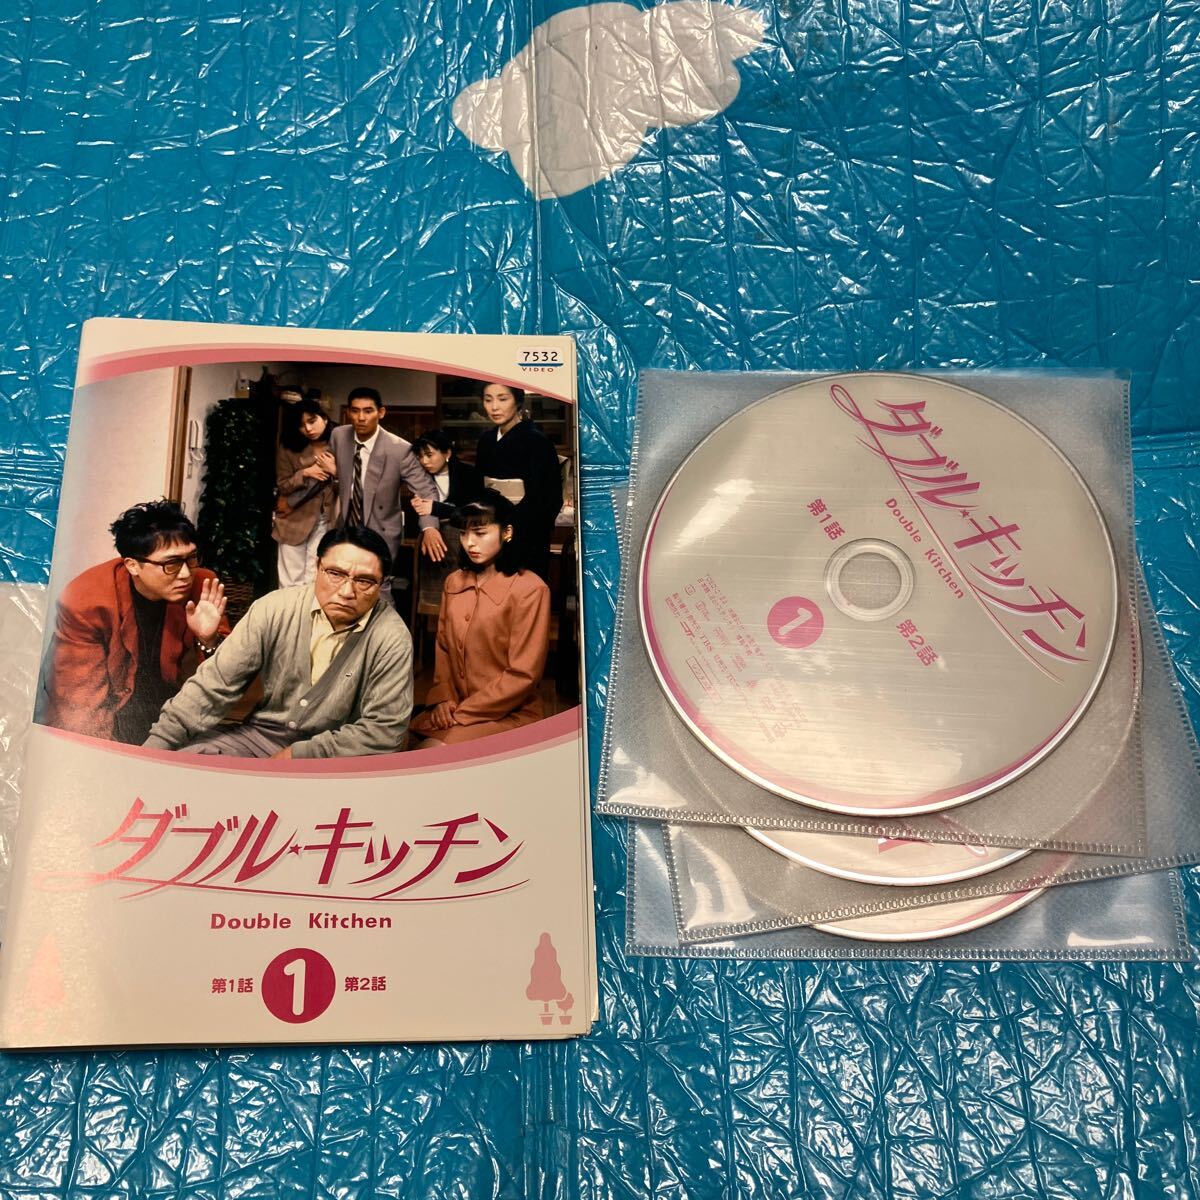 7532
VIDEO
ダブル★キッチン
Double Kitchen
第1話 1 第2話
ダブル★キッチン
Double Kitchen
第1話
1
第2話
TBS